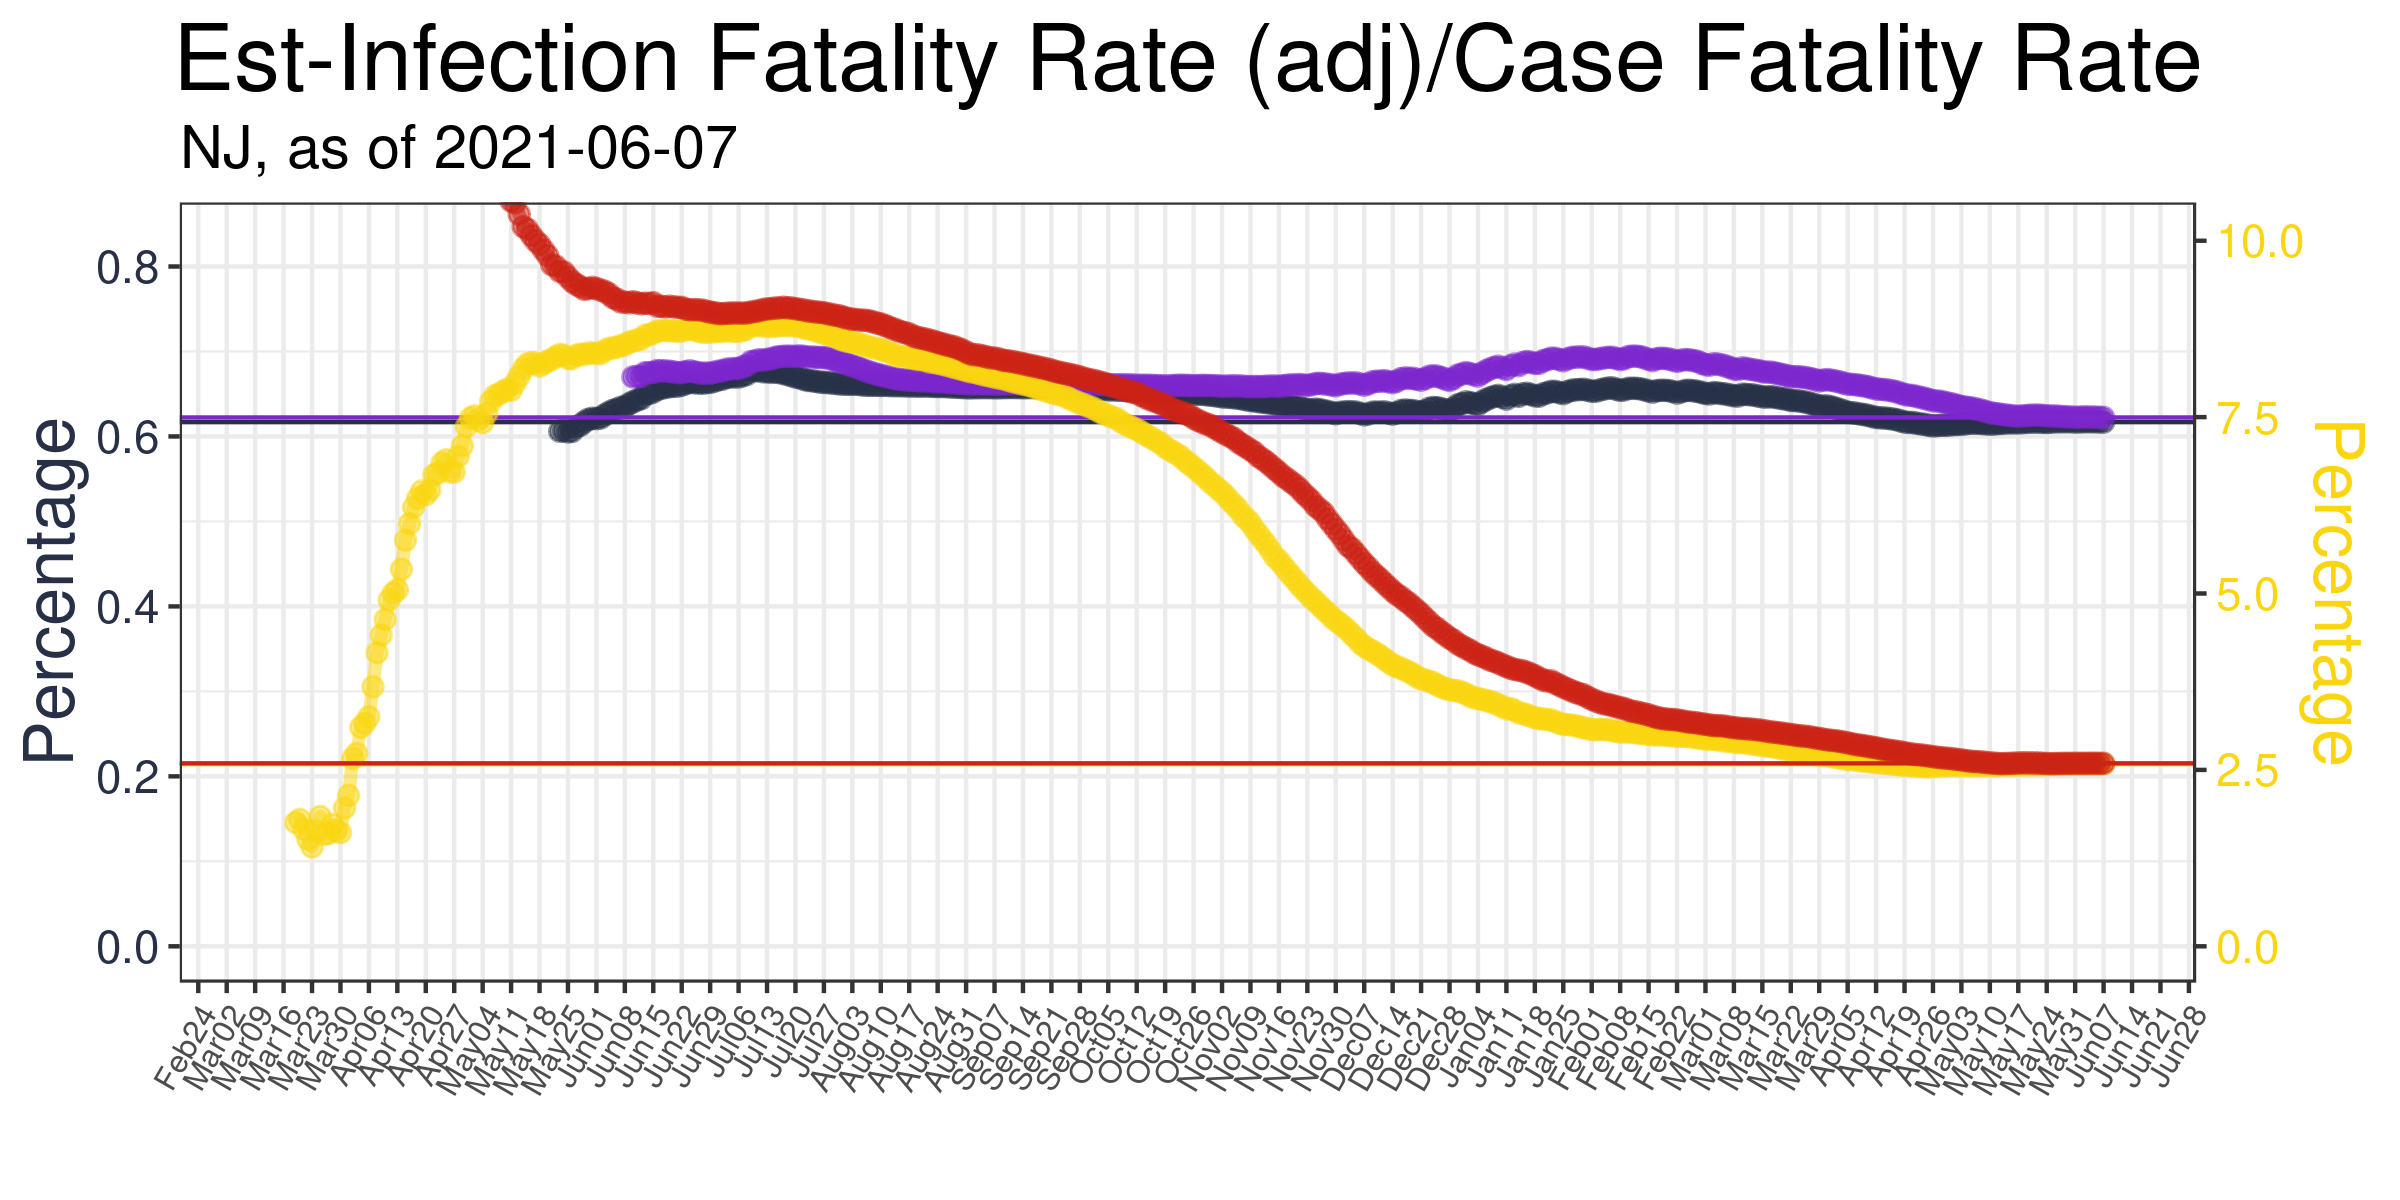 Est-Infection Fatality Rate (adj)/Case Fatality Rate
NJ, as of 2021-06-07
Percentage
0.8
0.6
0.4
0.2
0.0
10.0
7.5
5.0
2.5
0.0
Percentage
Feb24
Mar02
Mar09
Mar16
Mar23
Mar30
Apr06
Apr13
Apr20
Apr27
May04
May11
May18
May25
Jun01
Jun08
Jun15
Jun22
Jun29
Jul06
Jul13
Jul20
Jul27
Aug03
Aug10
Aug17
Aug24
Aug31
Sep07
Sep14
Sep21
Sep28
Oct05
Oct12
Oct19
Oct26
Nov02
Nov09
Nov16
Nov23
Nov30
Dec07
Dec14
Dec21
Dec28
Jan04
Jan11
Jan18
Jan25
Feb01
Feb08
Feb15
Feb22
Mar01
Mar08
Mar15
Mar22
Mar29
Apr05
Apr12
Apr19
Apr26
May03
May10
May17
May24
May31
Jun07
Jun14
Jun21
Jun28